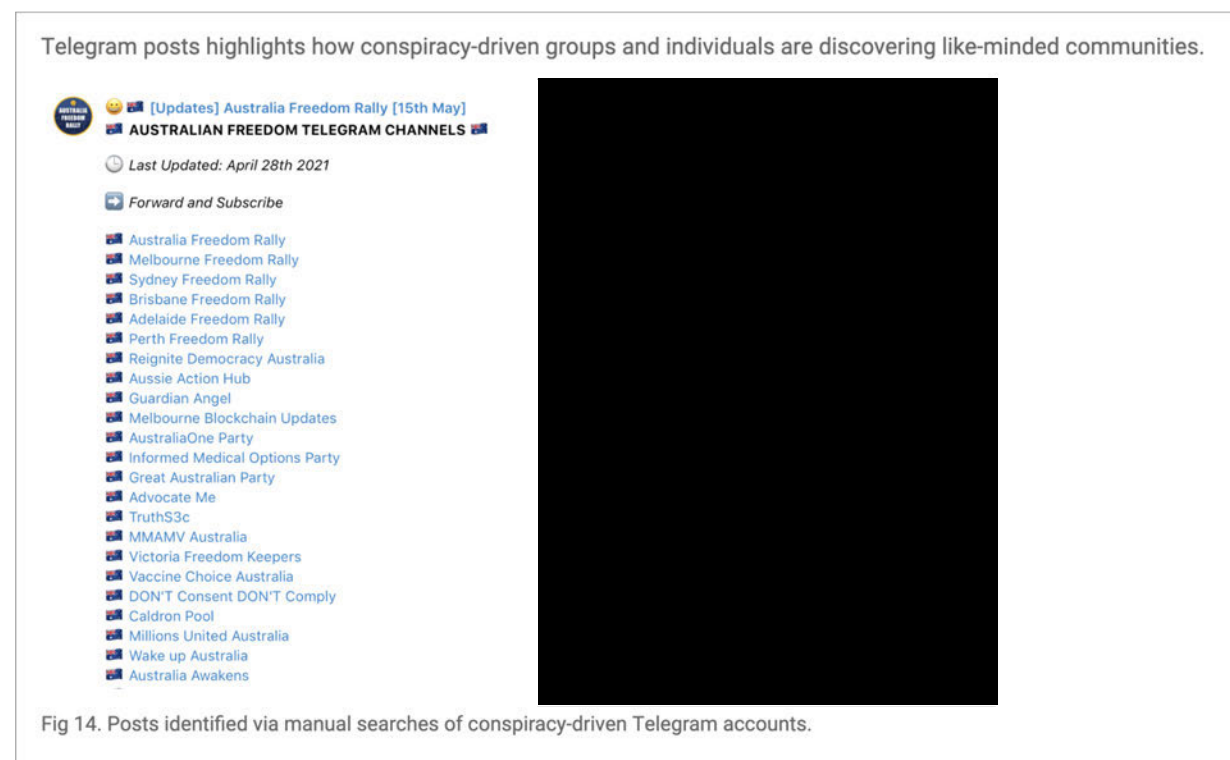 Telegram posts highlights how conspiracy-driven groups and individuals are discovering like-minded communities.
AUSTRALIA
FREEDOM
RALLY
[Updates] Australia Freedom Rally [15th May]
AUSTRALIAN FREEDOM TELEGRAM CHANNELS
Last Updated: April 28th 2021
Forward and Subscribe
Australia Freedom Rally
Melbourne Freedom Rally
Sydney Freedom Rally
Brisbane Freedom Rally
Adelaide Freedom Rally
Perth Freedom Rally
Reignite Democracy Australia
Aussie Action Hub
Guardian Angel
Melbourne Blockchain Updates
AustraliaOne Party
Informed Medical Options Party
Great Australian Party
Advocate Me
TruthS3c
MMAMV Australia
Victoria Freedom Keepers
Vaccine Choice Australia
DON'T Consent DON'T Comply
Caldron Pool
Millions United Australia
Wake up Australia
Australia Awakens
Fig 14. Posts identified via manual searches of conspiracy-driven Telegram accounts.